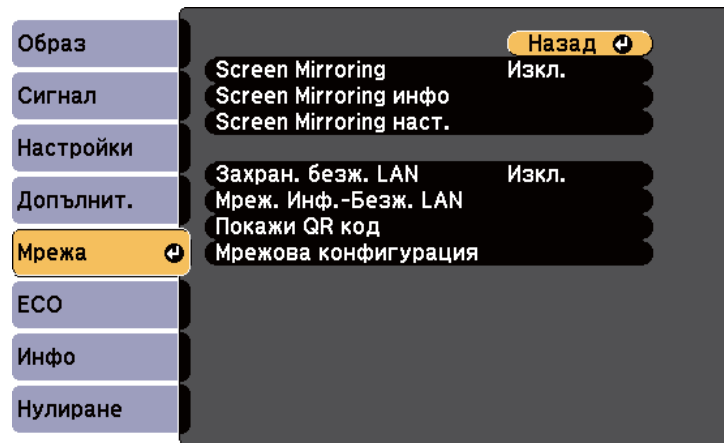 Образ
Сигнал
Настройки
Допълнит.
Мрежа
ECO
Инфо
Нулиране
Назад
Screen Mirroring Изкл.
Screen Mirroring инфо
Screen Mirroring наст.
Захран. безж. LAN Изкл.
Мреж. Инф.-Безж. LAN
Покажи QR код
Мрежова конфигурация